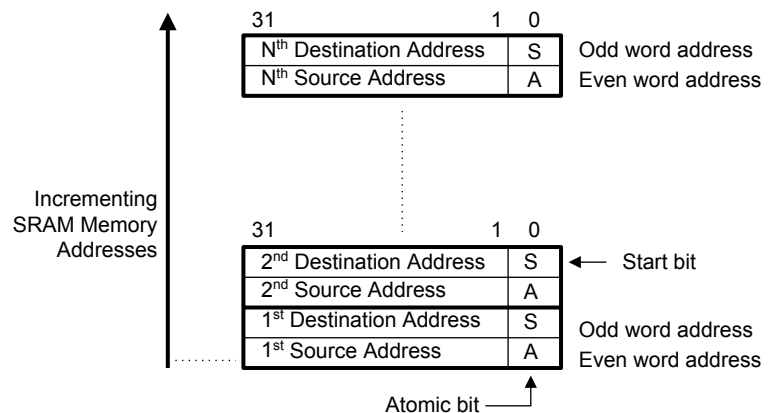 31 1 0
Nth Destination Address S Odd word address
Nth Source Address A Even word address
Incrementing
SRAM Memory
Addresses
31 1 0
2nd Destination Address S Start bit
2nd Source Address A
1st Destination Address S Odd word address
1st Source Address A Even word address
Atomic bit